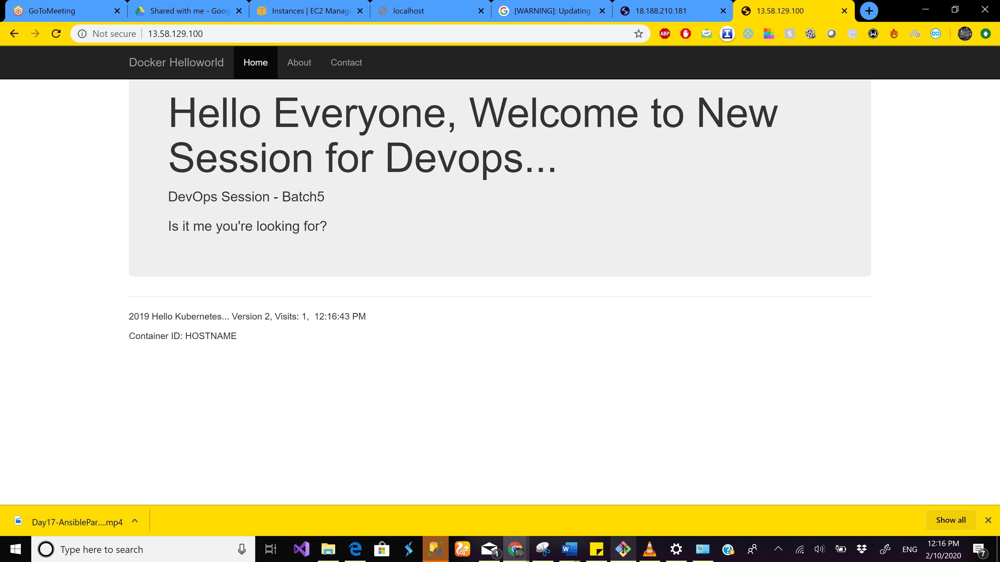 GoToMeeting
Shared with me - Goog
Instances | EC2 Manage
localhost
[WARNING]: Updating
18.188.210.181
13.58.129.100
Not secure
13.58.129.100
ABP
Docker Helloworld
Home
About
Contact
Hello Everyone, Welcome to New
Session for Devops...
DevOps Session - Batch5
Is it me you're looking for?
2019 Hello Kubernetes... Version 2, Visits: 1,  12:16:43 PM
Container ID: HOSTNAME
Day17-AnsiblePar....mp4
Show all
Type here to search
1
ENG
12:16 PM
2/10/2020
7